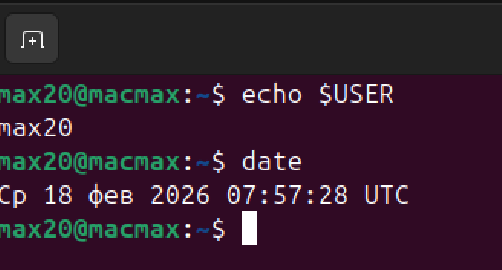 max20@macmax:~$ echo $USER
max20
max20@macmax:~$ date
Ср 18 фев 2026 07:57:28 UTC
max20@macmax:~$